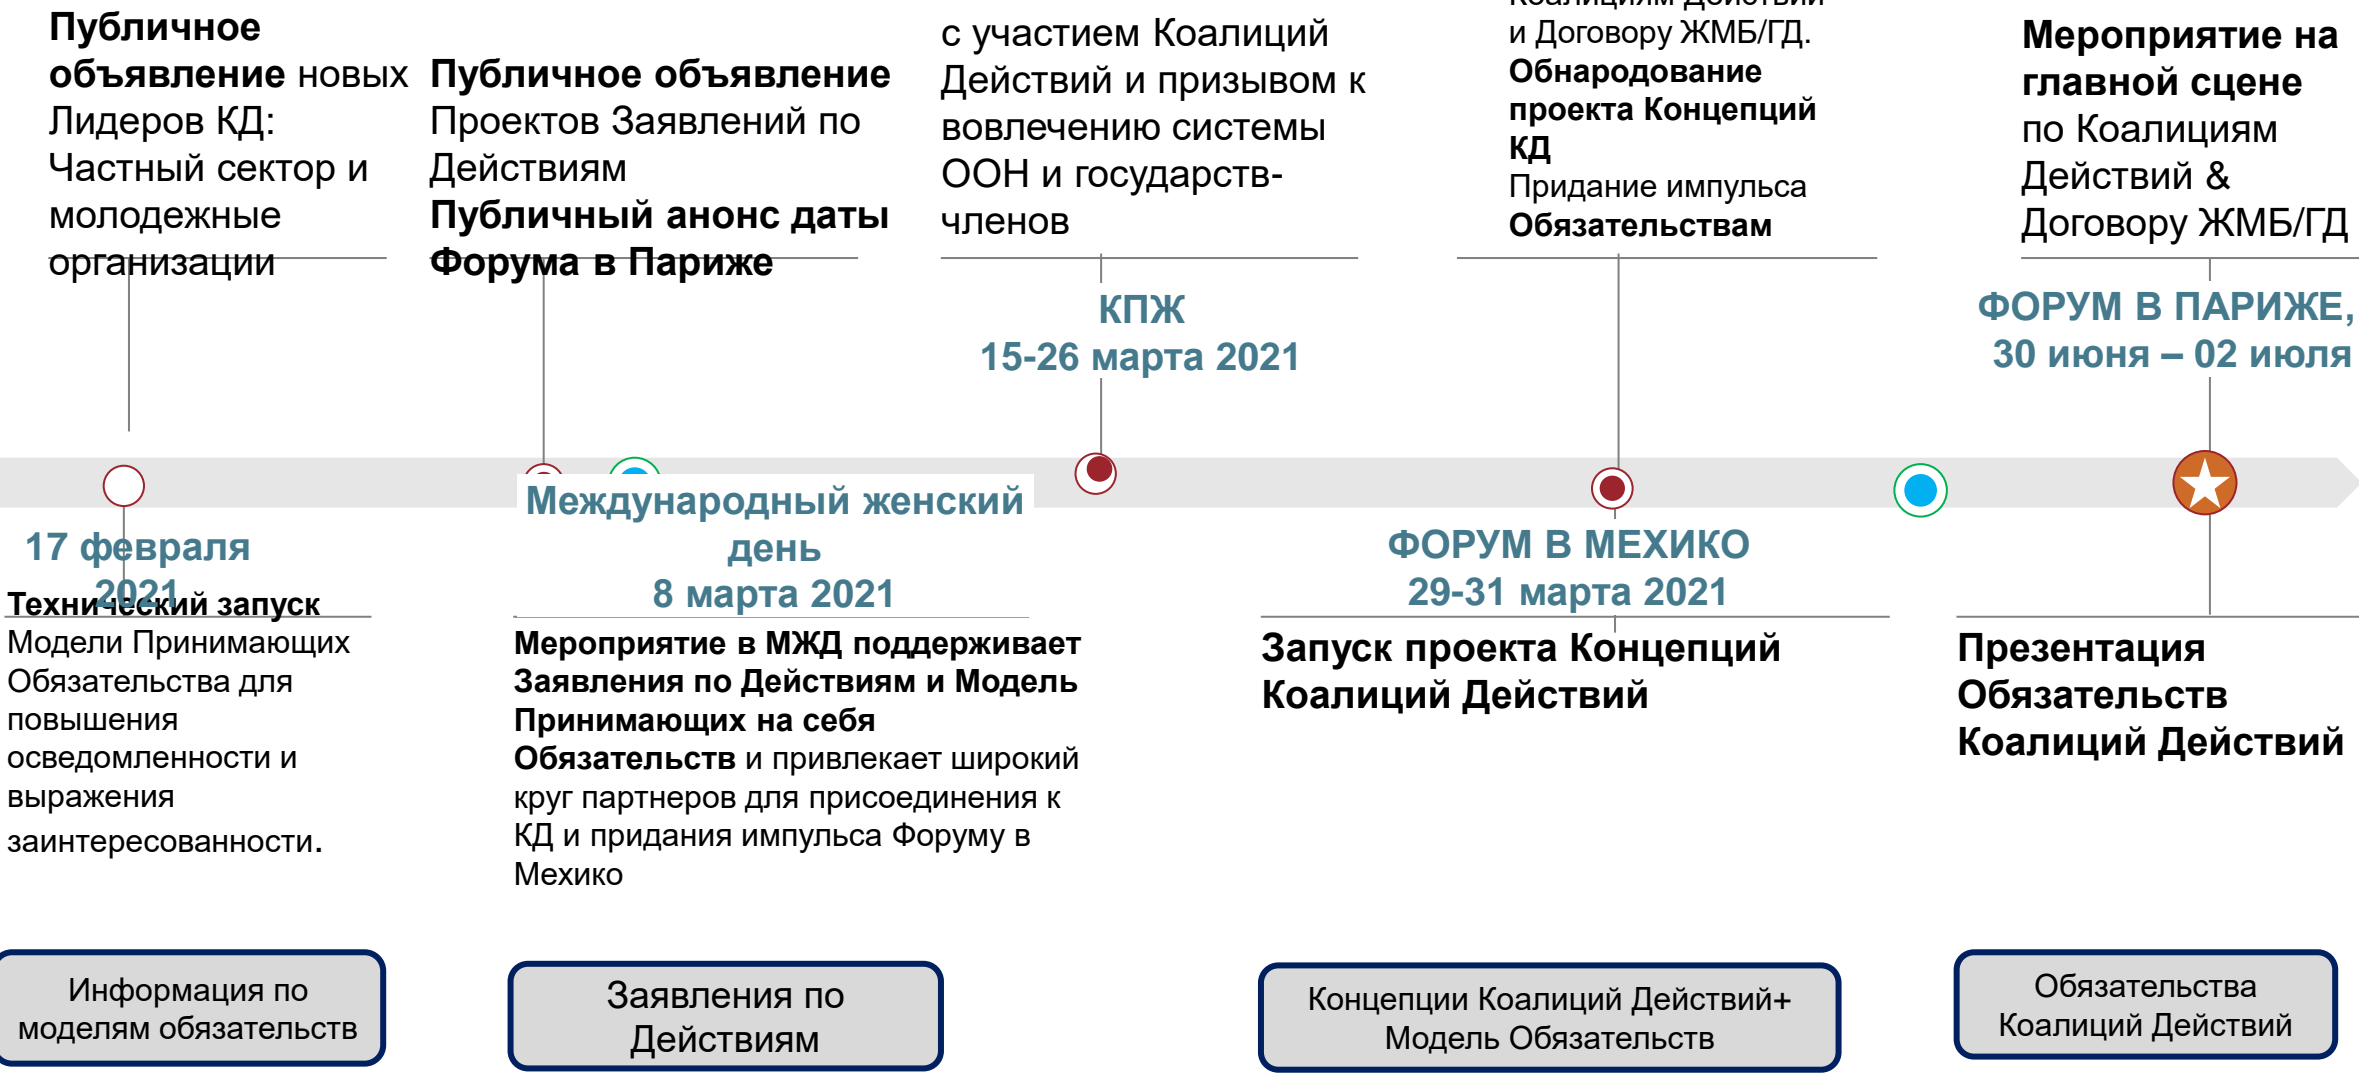 Публичное
объявление новых
Лидеров КД:
Частный сектор и
молодежные
организации
Публичное объявление
Проектов Заявлений по
Действиям
Публичный анонс даты
Форума в Париже
с участием Коалиций
Действий и призывом к
вовлечению системы
ООН и государств-
членов
Коалициям Действий
и Договору ЖМБ/ГД.
Обнародование
проекта Концепций
КД
Придание импульса
Обязательствам
Мероприятие на
главной сцене
по Коалициям
Действий &
Договору ЖМБ/ГД
КПЖ
15-26 марта 2021
ФОРУМ В ПАРИЖЕ,
30 июня – 02 июля
17 февраля
2021
Технический запуск
Модели Принимающих
Обязательства для
повышения
осведомленности и
выражения
заинтересованности.
Международный женский
день
8 марта 2021
Мероприятие в МЖД поддерживает
Заявления по Действиям и Модель
Принимающих на себя
Обязательств и привлекает широкий
круг партнеров для присоединения к
КД и придания импульса Форуму в
Мехико
ФОРУМ В МЕХИКО
29-31 марта 2021
Запуск проекта Концепций
Коалиций Действий
Презентация
Обязательств
Коалиций Действий
Информация по
моделям обязательств
Заявления по
Действиям
Концепции Коалиций Действий+
Модель Обязательств
Обязательства
Коалиций Действий